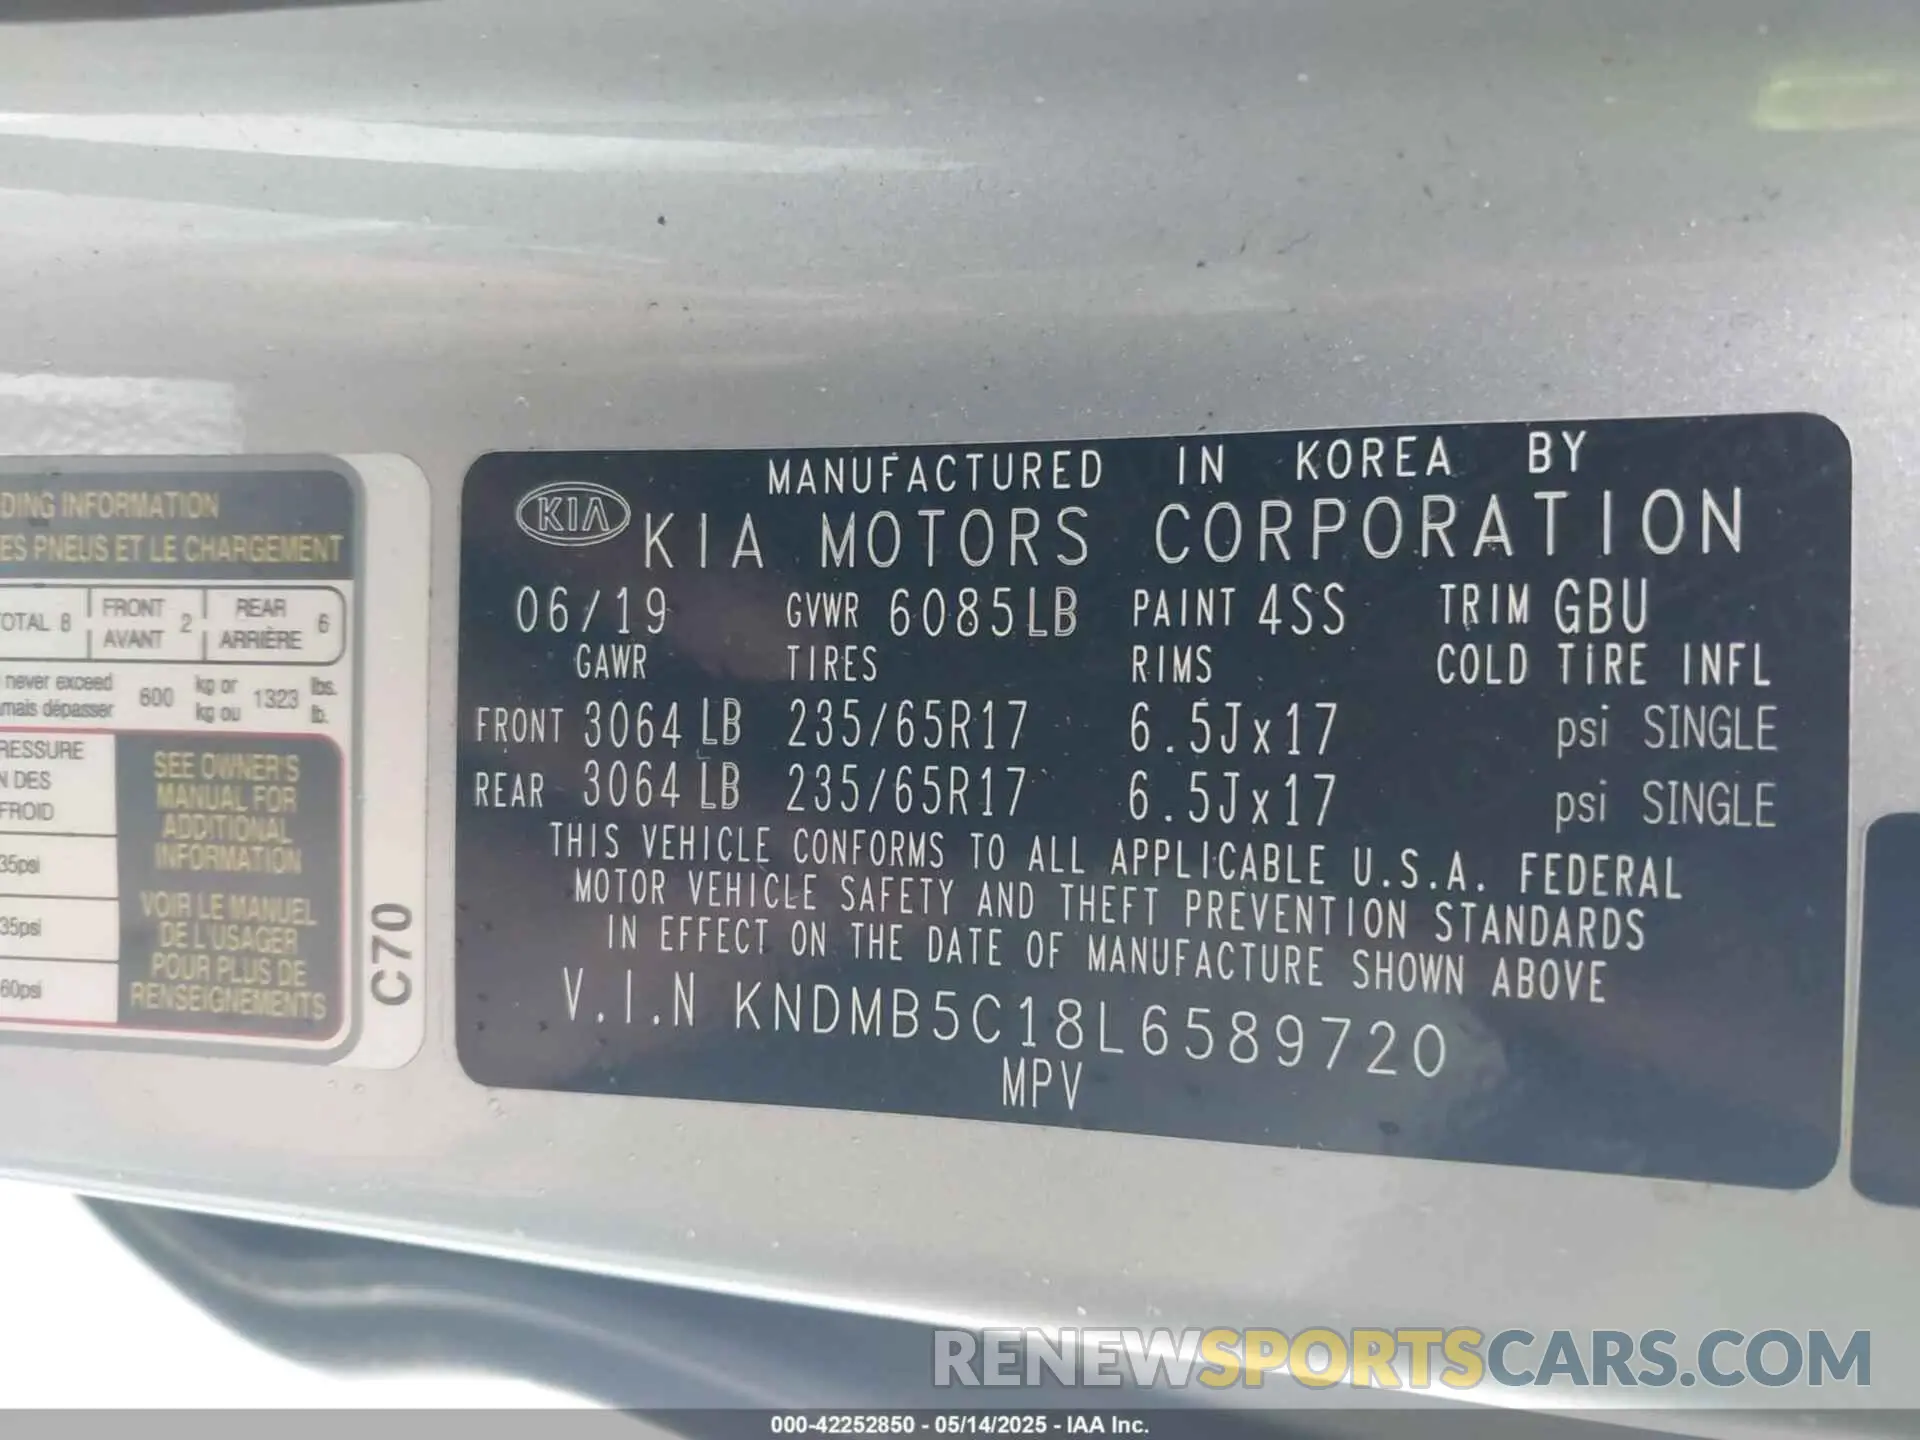 DING INFORMATION
ES PNEUS ET LE CHARGEMENT
OTAL 8 FRONT AVANT 2 REAR ARRIÈRE 6
never exceed 600 kg or 1323 lbs.
mais dépasser kg ou lb.
RESSURE
N DES
FROID
35psi
35psi
60psi
SEE OWNER'S
MANUAL FOR
ADDITIONAL
INFORMATION
VOIR LE MANUEL
DE L'USAGER
POUR PLUS DE
RENSEIGNEMENTS
C70
MANUFACTURED IN KOREA BY
KIA KIA MOTORS CORPORATION
06/19 GVWR 6085LB PAINT 4SS TRIM GBU
GAWR TIRES RIMS COLD TIRE INFL
FRONT 3064 LB 235/65R17 6.5Jx17 psi SINGLE
REAR 3064 LB 235/65R17 6.5Jx17 psi SINGLE
THIS VEHICLE CONFORMS TO ALL APPLICABLE U.S.A. FEDERAL
MOTOR VEHICLE SAFETY AND THEFT PREVENTION STANDARDS
IN EFFECT ON THE DATE OF MANUFACTURE SHOWN ABOVE
V.I.N KNDMB5C18L6589720
MPV
RENEWSPORTSCARS.COM
000-42252850 - 05/14/2025 - IAA Inc.